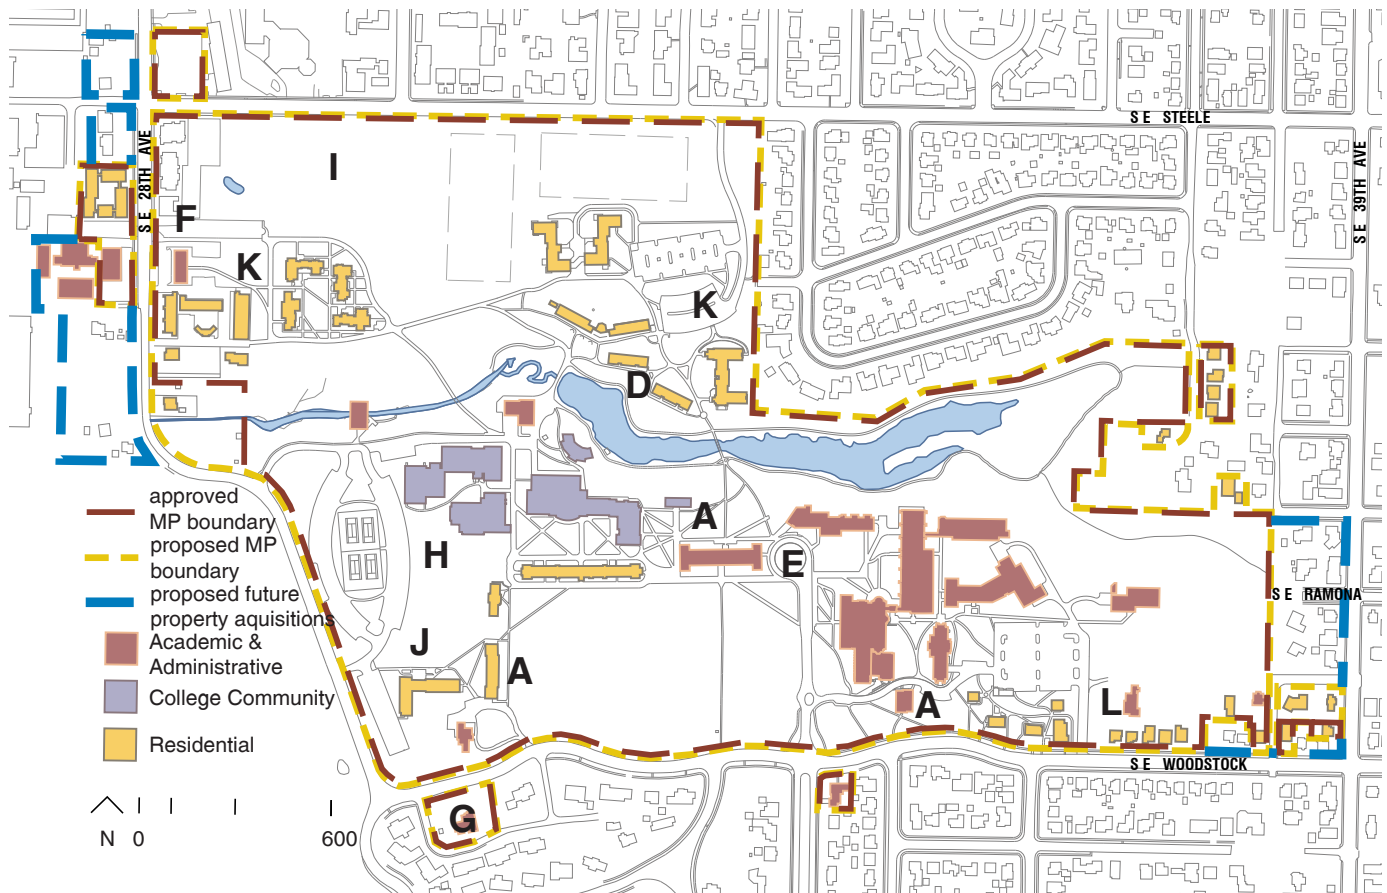 S E STEELE
S E 28TH AVE
S E 39TH AVE
I
F
K
K
D
A
H
E
S E RAMONA
J
A
A
L
S E WOODSTOCK
G
approved
MP boundary
proposed MP
boundary
proposed future
property aquisitions
Academic &
Administrative
College Community
Residential
N 0 600